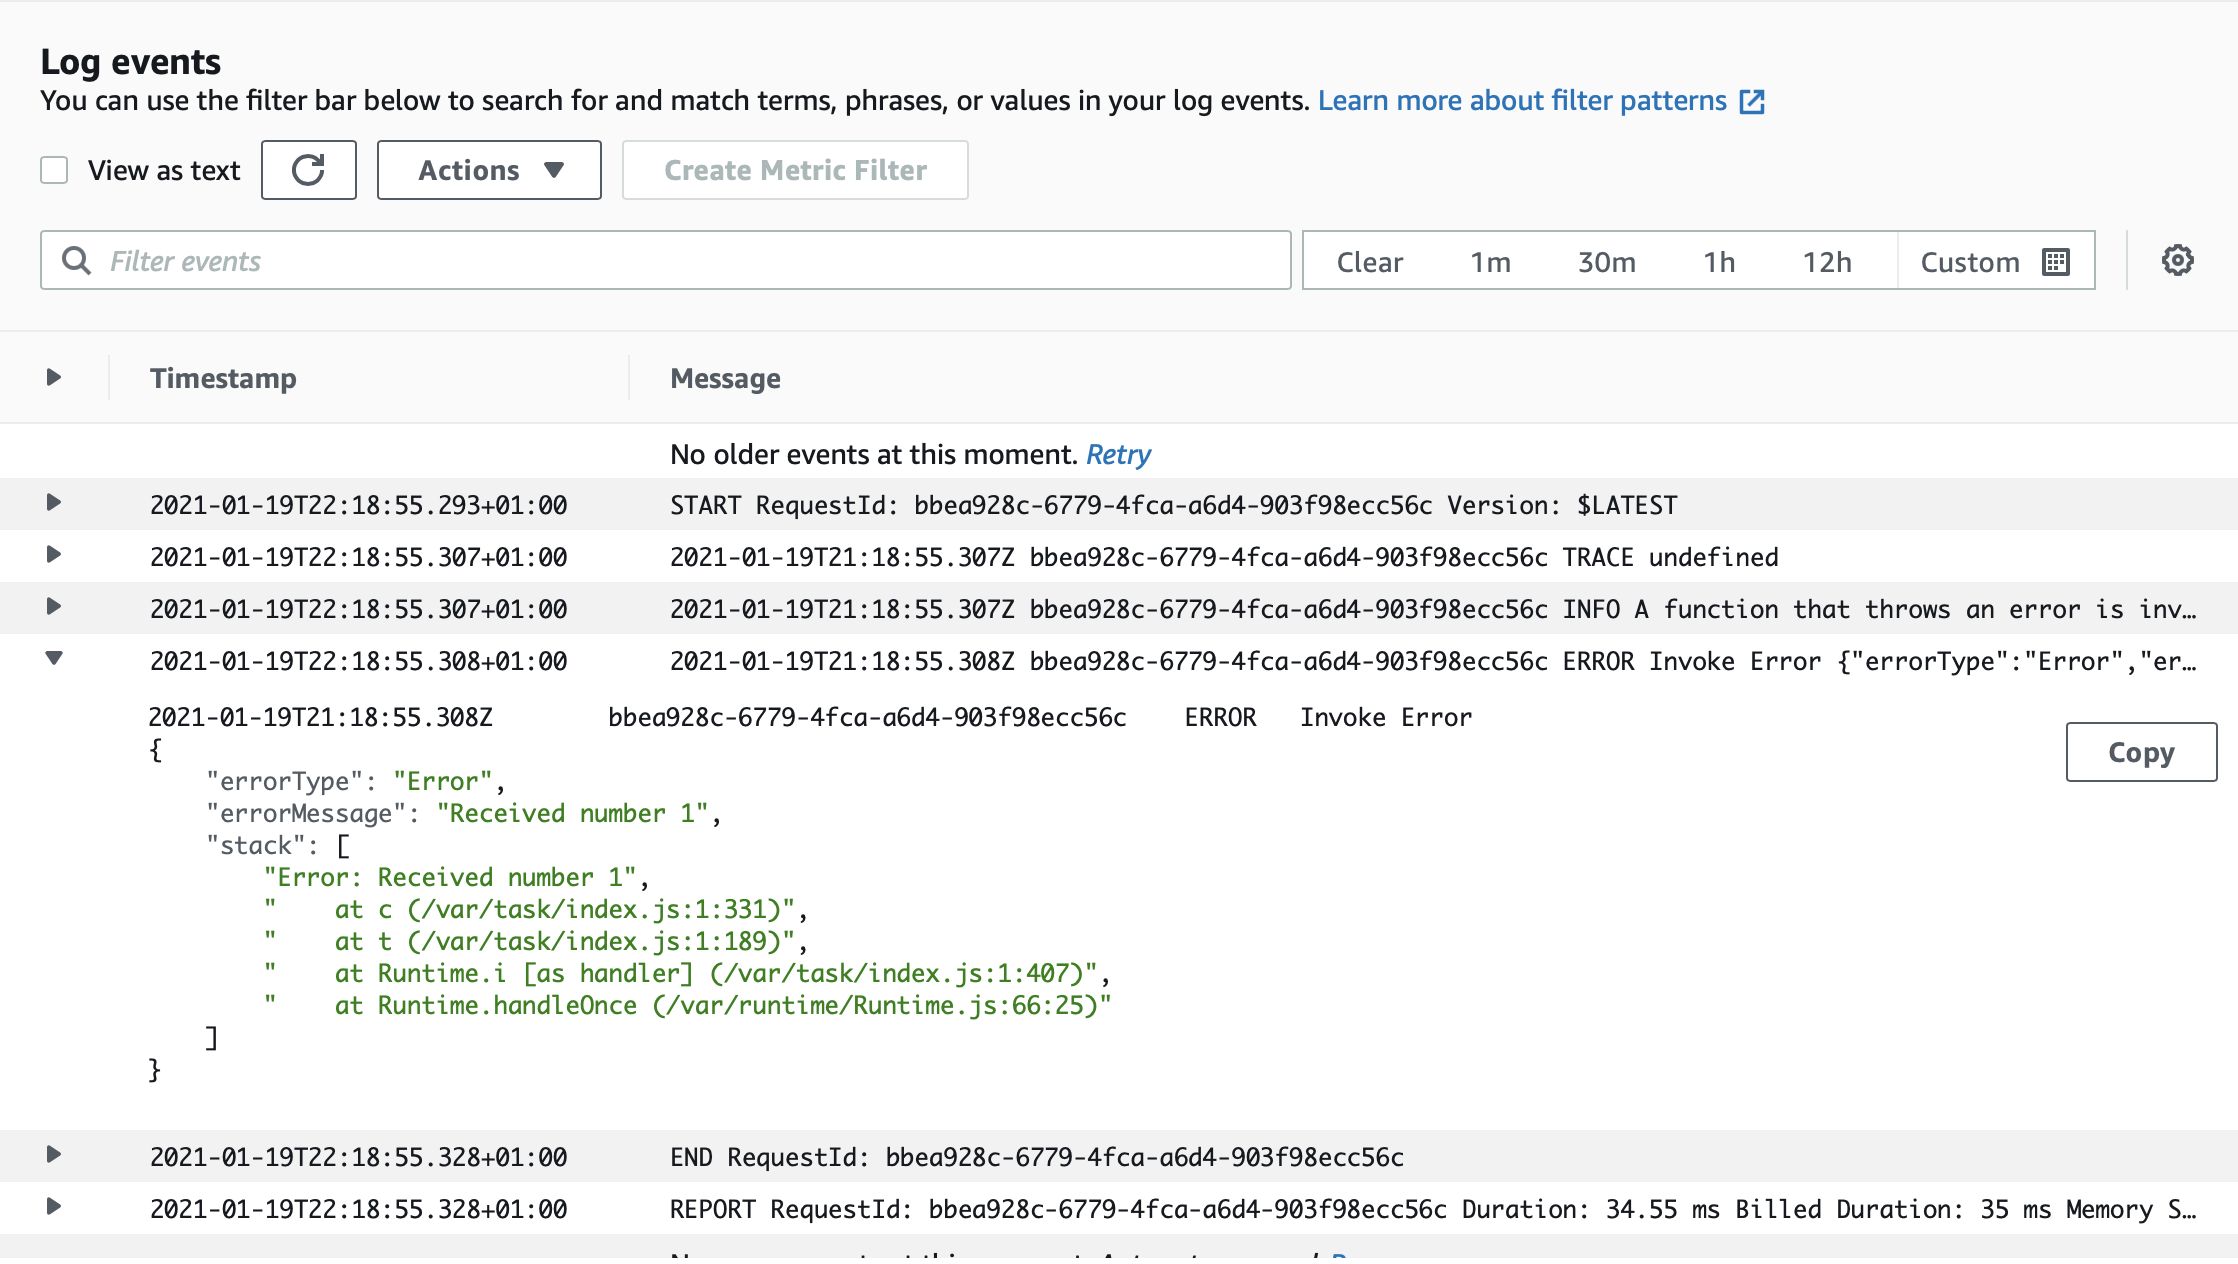 Log events
You can use the filter bar below to search for and match terms, phrases, or values in your log events. Learn more about filter patterns
View as text Actions Create Metric Filter
Filter events Clear 1m 30m 1h 12h Custom
Timestamp Message
No older events at this moment. Retry
2021-01-19T22:18:55.293+01:00 START RequestId: bbea928c-6779-4fca-a6d4-903f98ecc56c Version: $LATEST
2021-01-19T22:18:55.307+01:00 2021-01-19T21:18:55.307Z bbea928c-6779-4fca-a6d4-903f98ecc56c TRACE undefined
2021-01-19T22:18:55.307+01:00 2021-01-19T21:18:55.307Z bbea928c-6779-4fca-a6d4-903f98ecc56c INFO A function that throws an error is inv…
2021-01-19T22:18:55.308+01:00 2021-01-19T21:18:55.308Z bbea928c-6779-4fca-a6d4-903f98ecc56c ERROR Invoke Error {"errorType":"Error","er…
2021-01-19T21:18:55.308Z bbea928c-6779-4fca-a6d4-903f98ecc56c ERROR Invoke Error
Copy
{
"errorType": "Error",
"errorMessage": "Received number 1",
"stack": [
"Error: Received number 1",
"    at c (/var/task/index.js:1:331)",
"    at t (/var/task/index.js:1:189)",
"    at Runtime.i [as handler] (/var/task/index.js:1:407)",
"    at Runtime.handleOnce (/var/runtime/Runtime.js:66:25)"
]
}
2021-01-19T22:18:55.328+01:00 END RequestId: bbea928c-6779-4fca-a6d4-903f98ecc56c
2021-01-19T22:18:55.328+01:00 REPORT RequestId: bbea928c-6779-4fca-a6d4-903f98ecc56c Duration: 34.55 ms Billed Duration: 35 ms Memory S…